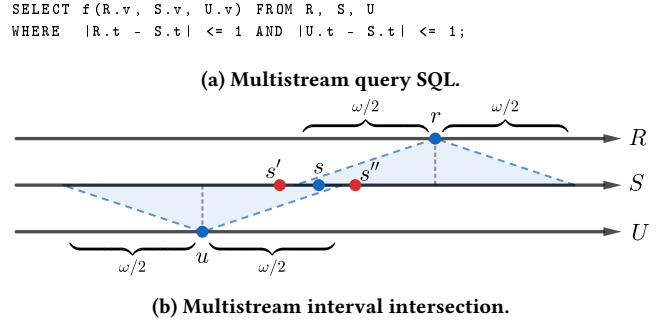 SELECT f(R.v, S.v, U.v) FROM R, S, U
WHERE |R.t - S.t| <= 1 AND |U.t - S.t| <= 1;
(a) Multistream query SQL.
ω/2 ω/2
r
R
s′ s s″
S
U
u
ω/2 ω/2
(b) Multistream interval intersection.